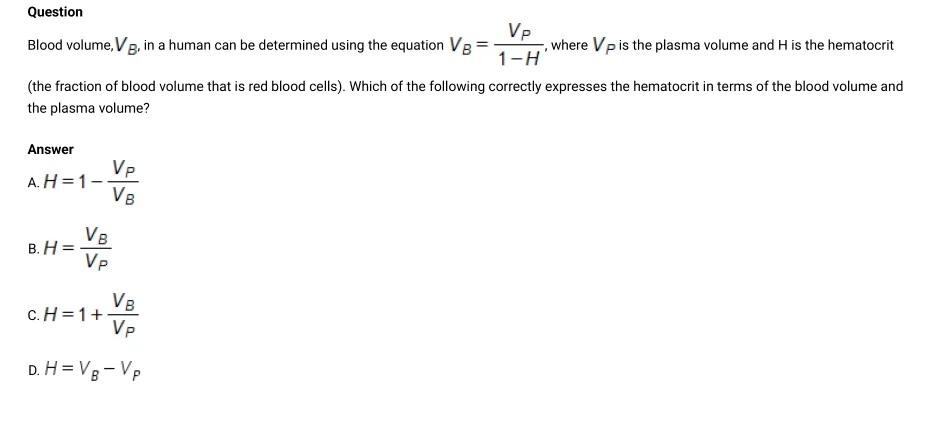 Question
Blood volume, V_B, in a human can be determined using the equation V_B = V_P / (1 − H), where V_P is the plasma volume and H is the hematocrit
(the fraction of blood volume that is red blood cells). Which of the following correctly expresses the hematocrit in terms of the blood volume and
the plasma volume?
Answer
A. H = 1 − V_P / V_B
B. H = V_B / V_P
C. H = 1 + V_B / V_P
D. H = V_B − V_P